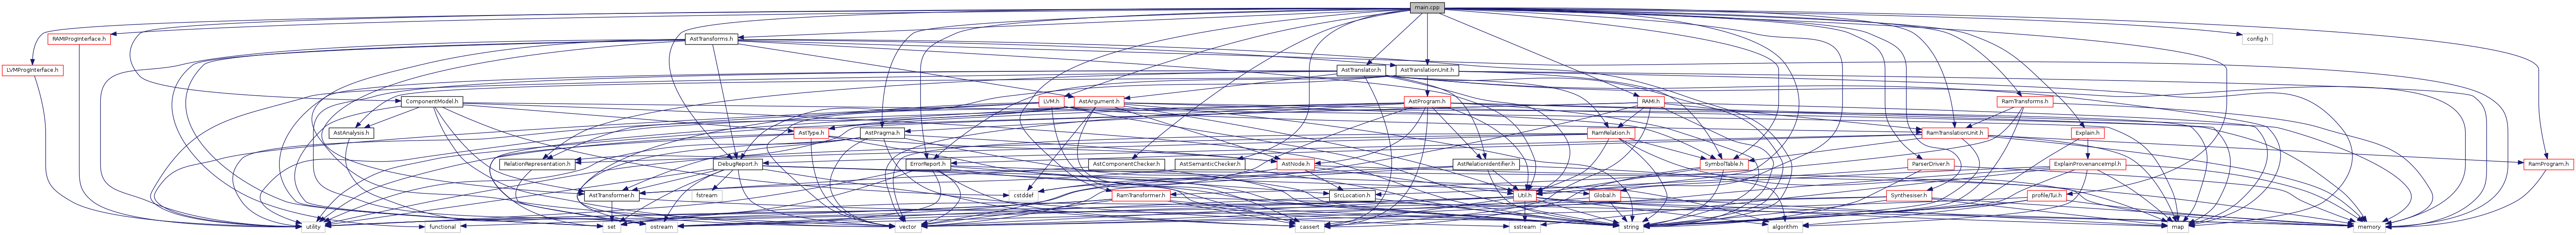 main.cpp
RAMIProgInterface.h
AstTransforms.h
config.h
LVMProgInterface.h
AstTranslator.h
AstTranslationUnit.h
ComponentModel.h
LVM.h
AstArgument.h
AstProgram.h
RAMI.h
RamTransforms.h
AstAnalysis.h
AstType.h
AstPragma.h
RamRelation.h
RamTranslationUnit.h
Explain.h
RelationRepresentation.h
DebugReport.h
ErrorReport.h
AstComponentChecker.h
AstSemanticChecker.h
AstNode.h
AstRelationIdentifier.h
SymbolTable.h
ParserDriver.h
ExplainProvenanceImpl.h
RamProgram.h
AstTransformer.h
fstream
cstddef
RamTransformer.h
SrcLocation.h
Util.h
Global.h
Synthesiser.h
profile/Tui.h
utility
functional
set
ostream
vector
cassert
sstream
string
algorithm
map
memory